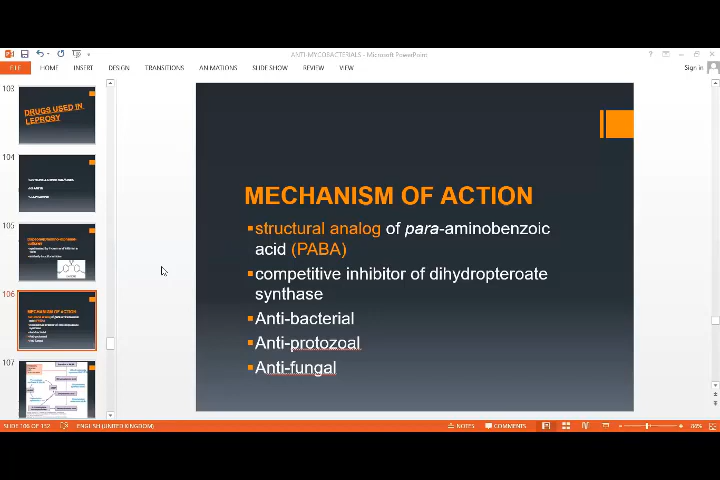 ANTI-MYCOBACTERIALS - Microsoft PowerPoint
FILE HOME INSERT DESIGN TRANSITIONS ANIMATIONS SLIDE SHOW REVIEW VIEW Sign in
103
DRUGS USED IN
LEPROSY
104
105
106
MECHANISM OF ACTION
107
MECHANISM OF ACTION
structural analog of para-aminobenzoic
acid (PABA)
competitive inhibitor of dihydropteroate
synthase
Anti-bacterial
Anti-protozoal
Anti-fungal
SLIDE 106 OF 132 ENGLISH (UNITED KINGDOM) NOTES COMMENTS 86%